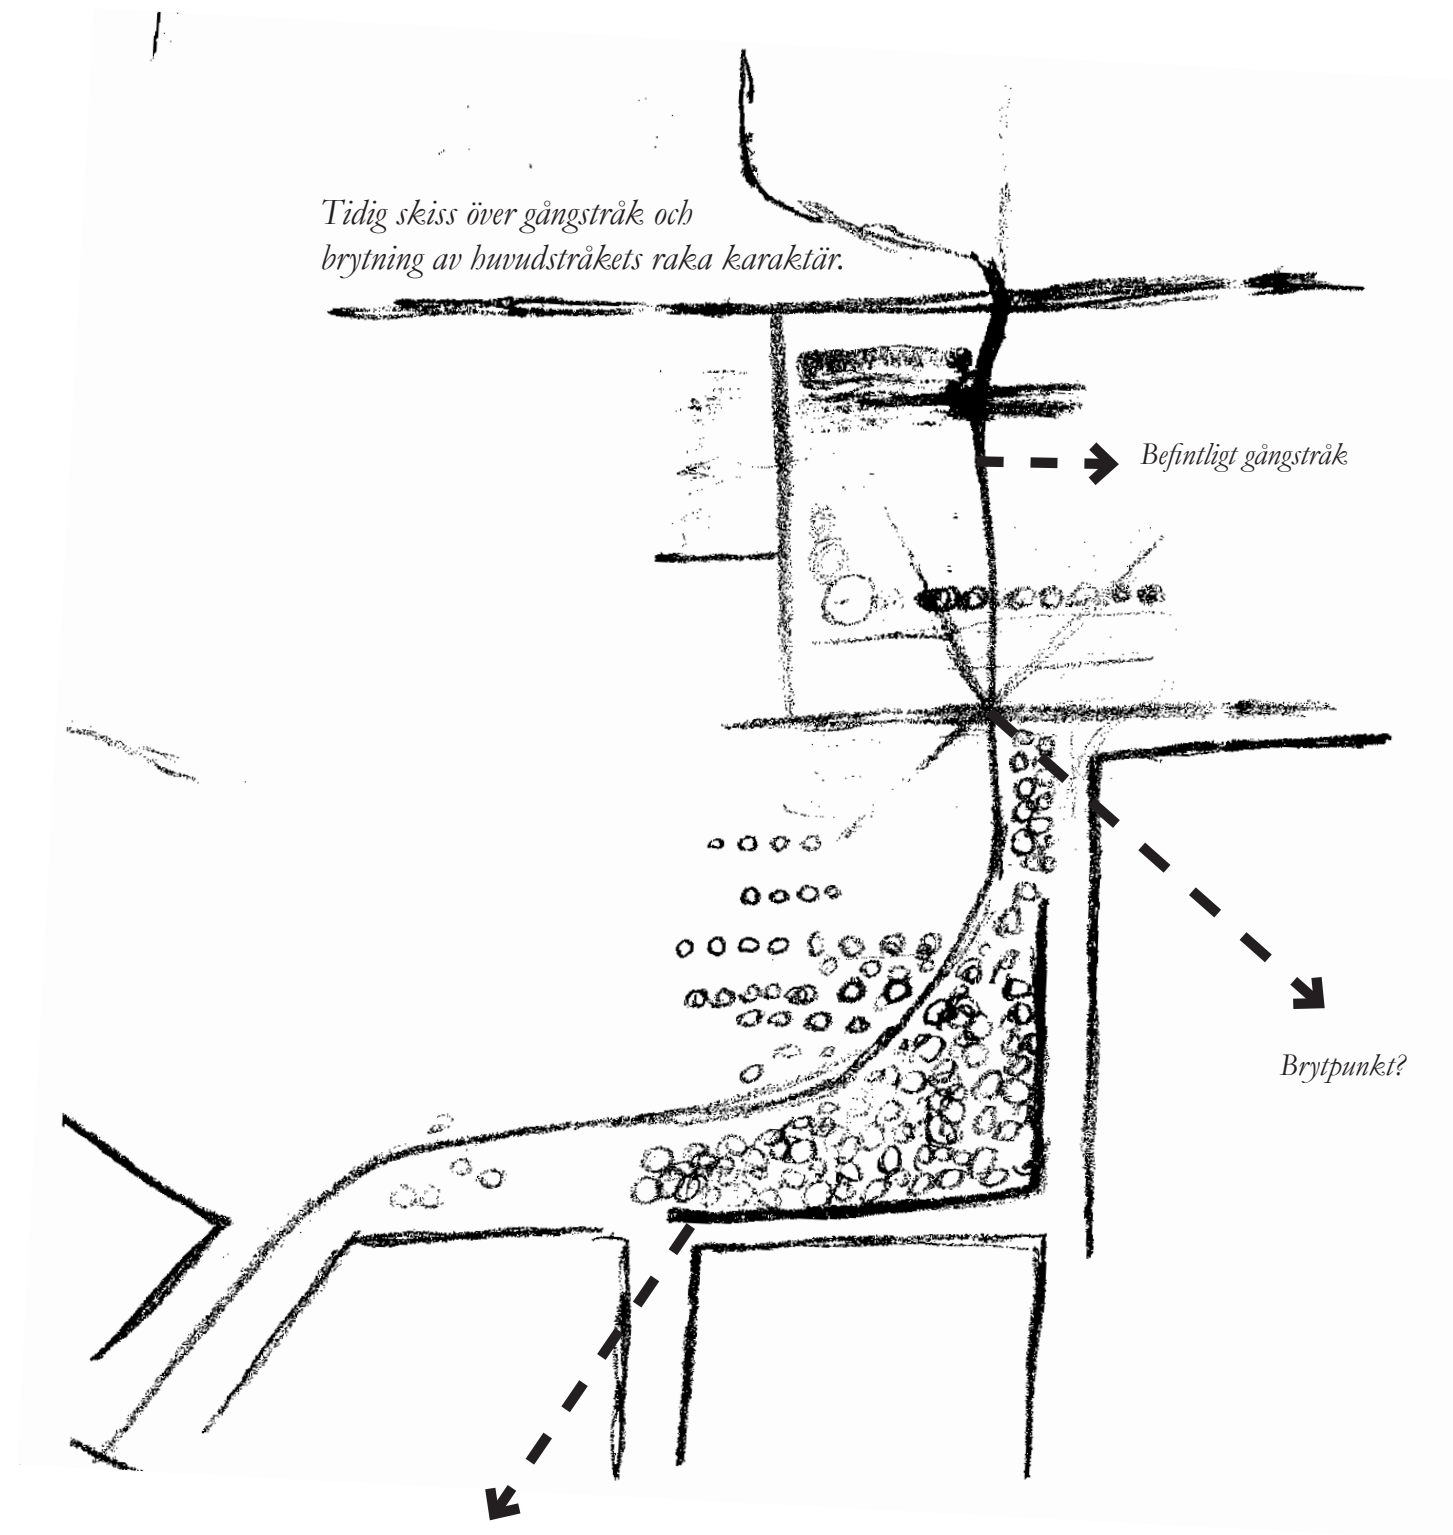 Tidig skiss över gångstråk och
brytning av huvudstråkets raka karaktär.
Befintligt gångstråk
Brytpunkt?